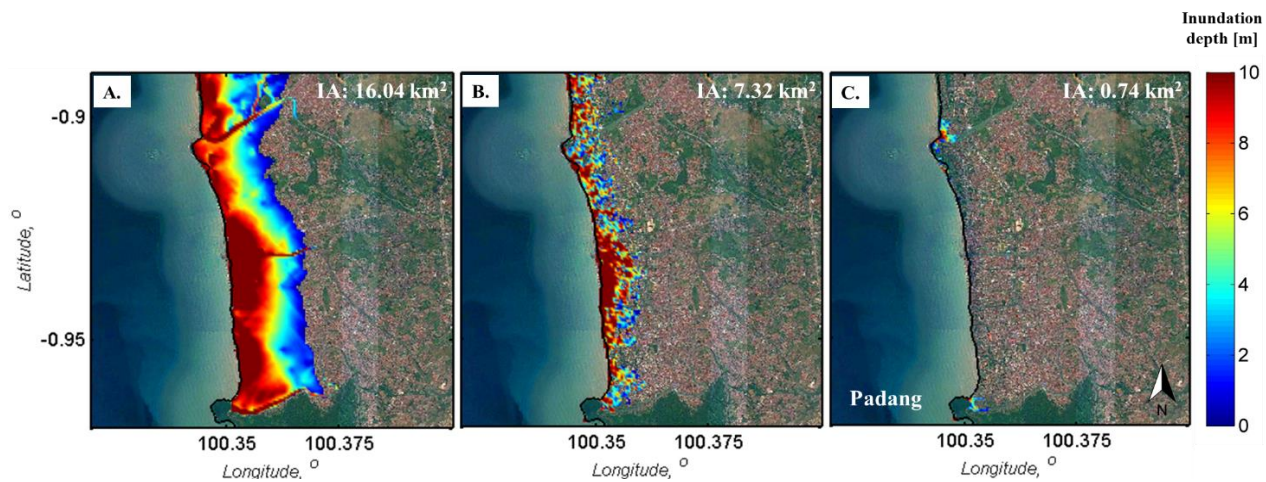 Inundation
depth [m]
A.
IA: 16.04 km²
B.
IA: 7.32 km²
C.
IA: 0.74 km²
10
8
6
4
2
0
-0.9
-0.95
Latitude, °
Padang
N
100.35
100.375
100.35
100.375
100.35
100.375
Longitude, °
Longitude, °
Longitude, °